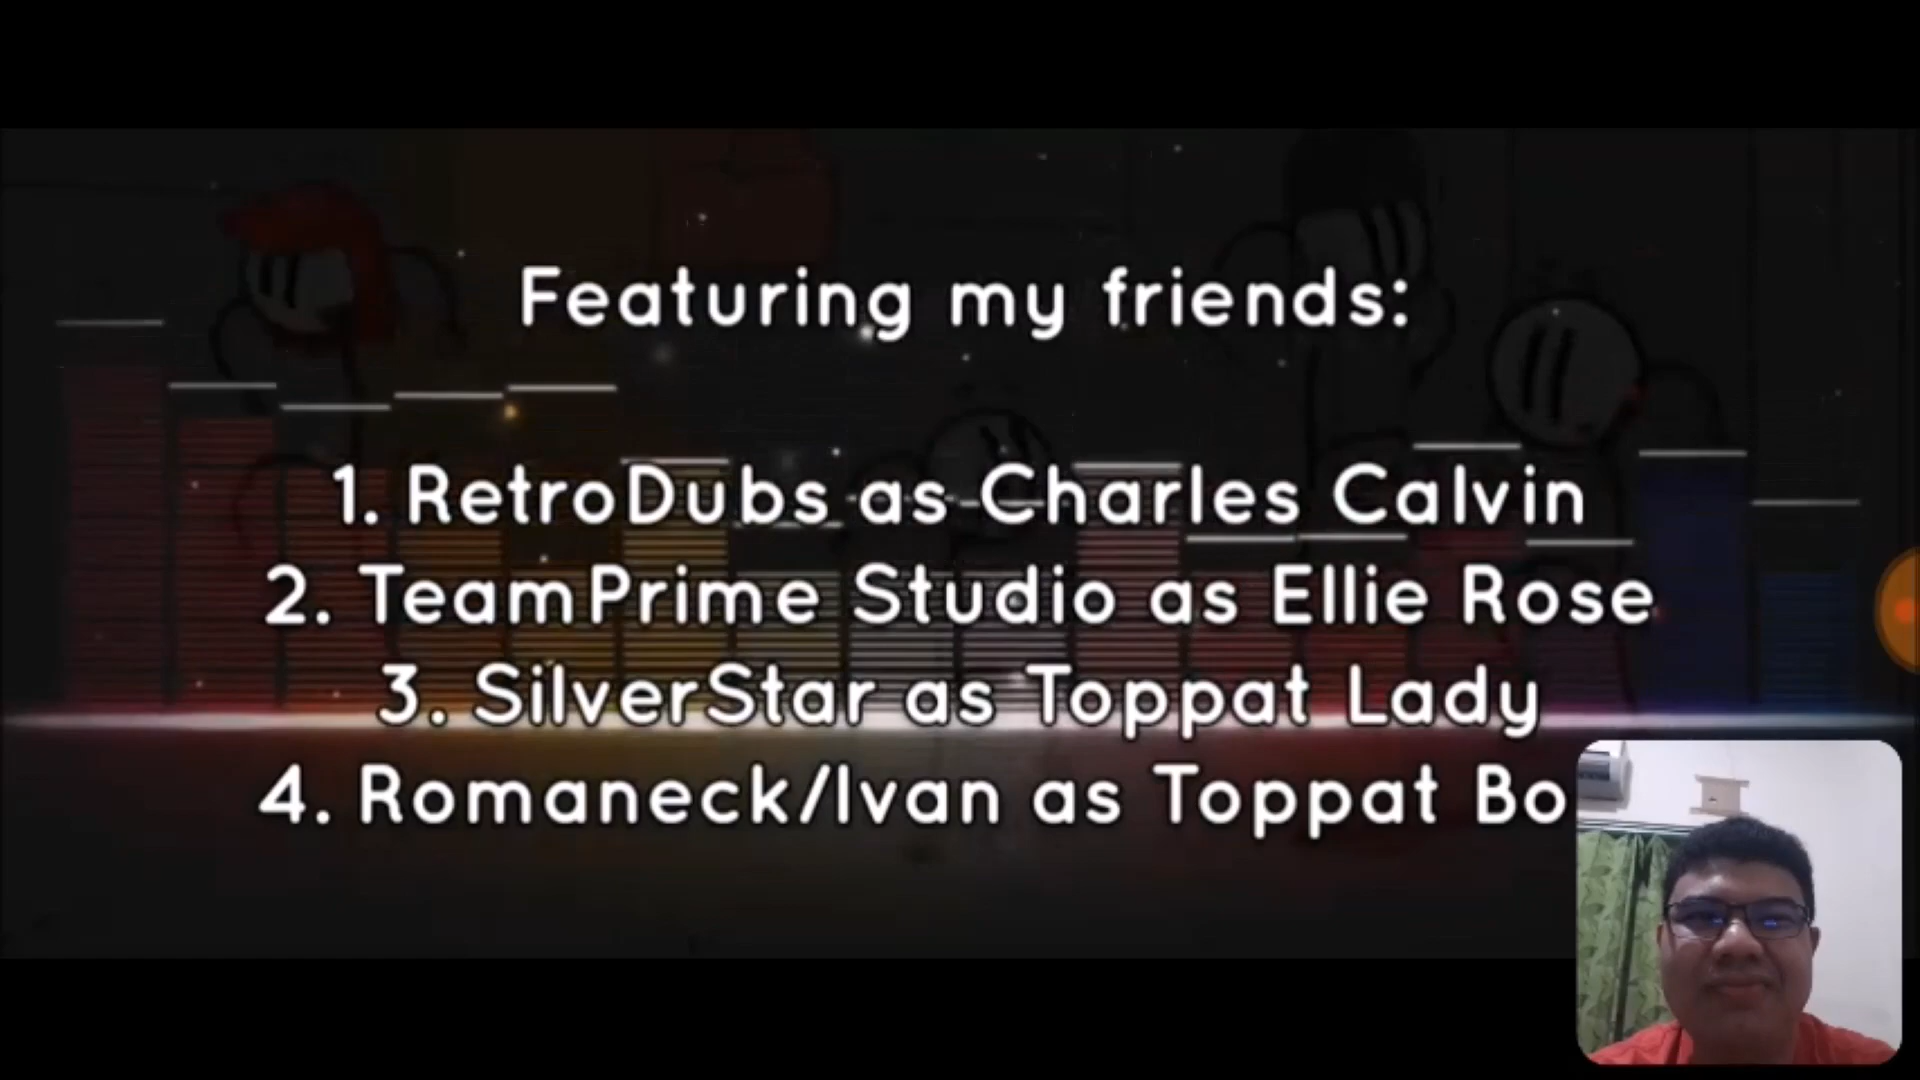 Featuring my friends:
1. RetroDubs as Charles Calvin
2. TeamPrime Studio as Ellie Rose
3. SilverStar as Toppat Lady
4. Romaneck/Ivan as Toppat Bo